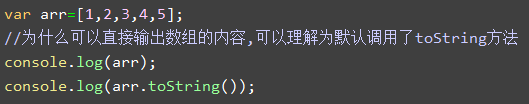 var arr=[1,2,3,4,5];
//为什么可以直接输出数组的内容,可以理解为默认调用了toString方法
console.log(arr);
console.log(arr.toString());